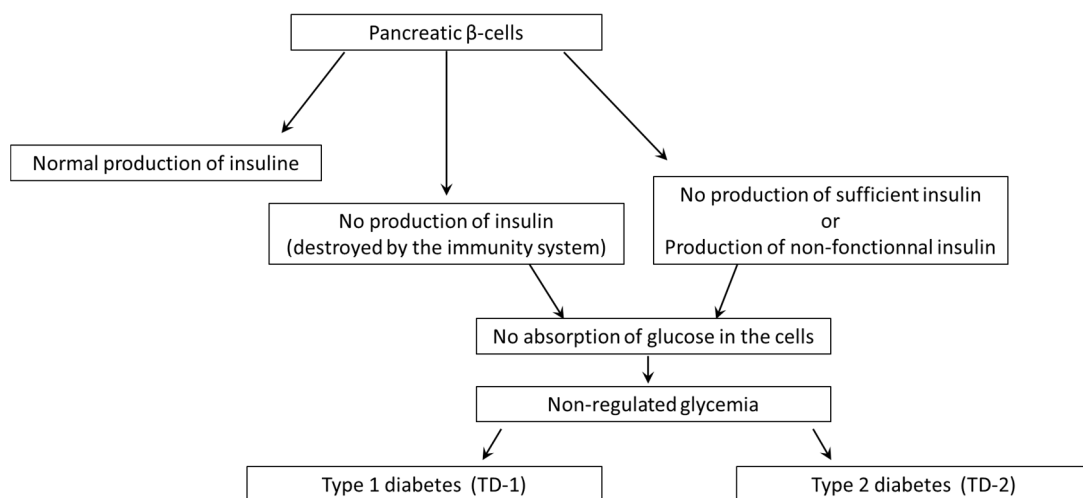 Pancreatic β-cells
Normal production of insuline
No production of insulin
(destroyed by the immunity system)
No production of sufficient insulin
or
Production of non-fonctionnal insulin
No absorption of glucose in the cells
Non-regulated glycemia
Type 1 diabetes (TD-1)
Type 2 diabetes (TD-2)